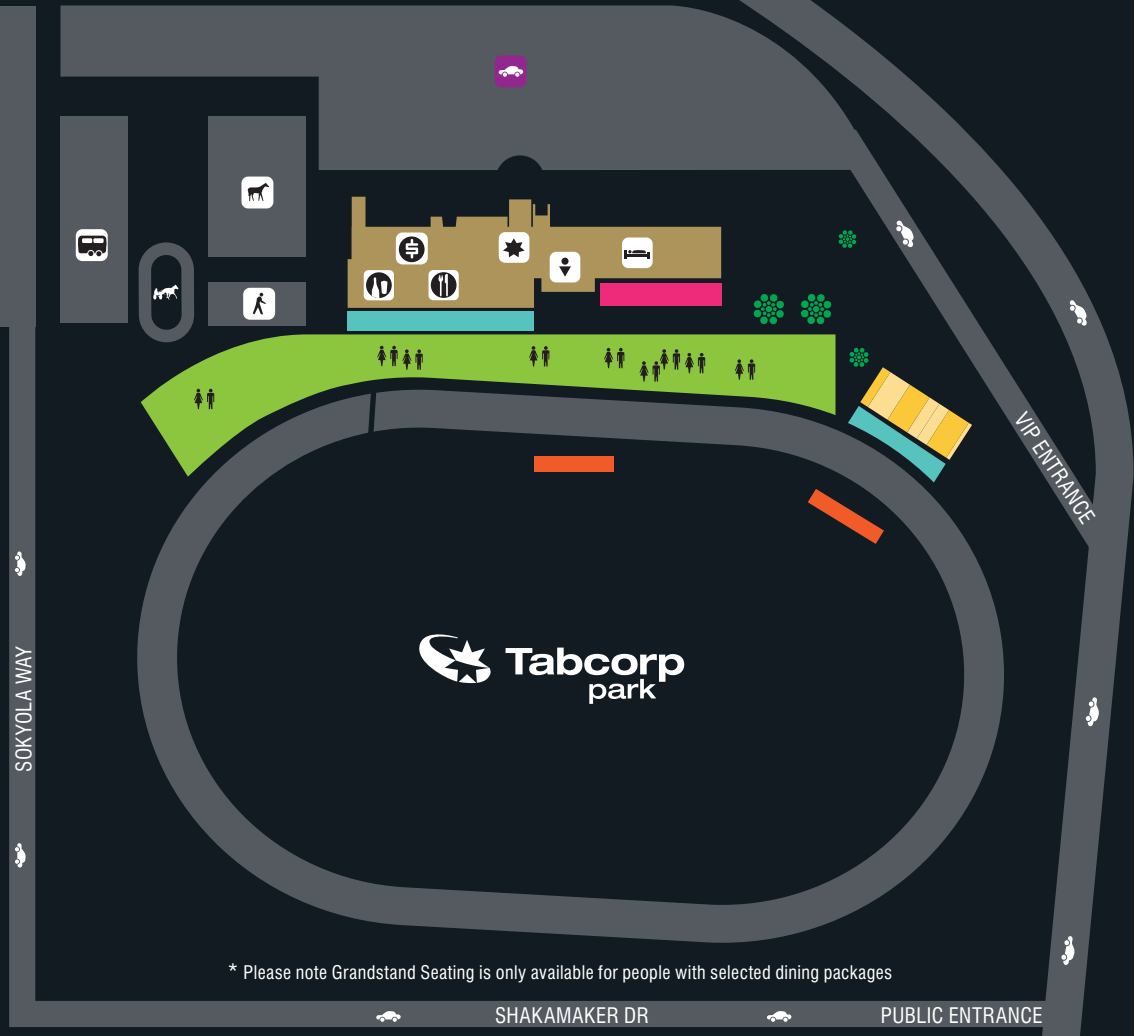 VIP ENTRANCE
SOKYOLA WAY
Tabcorp
park
* Please note Grandstand Seating is only available for people with selected dining packages
SHAKAMAKER DR
PUBLIC ENTRANCE